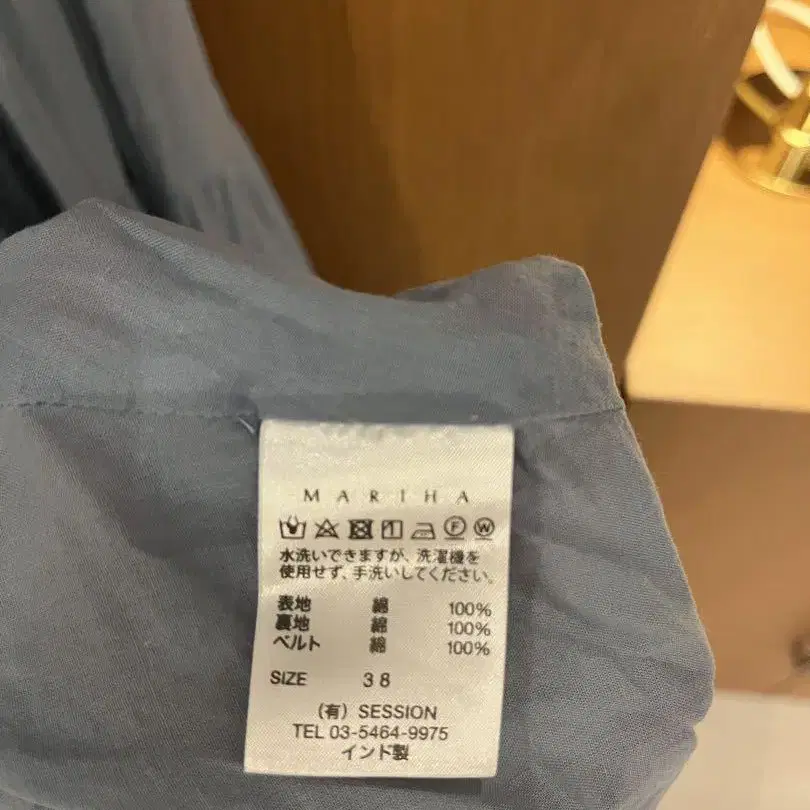 MARIHA
F W
水洗いできますが、洗濯機を
使用せず、手洗いしてください。
表地 綿 100%
裏地 綿 100%
ベルト 綿 100%
SIZE 38
(有) SESSION
TEL 03-5464-9975
インド製